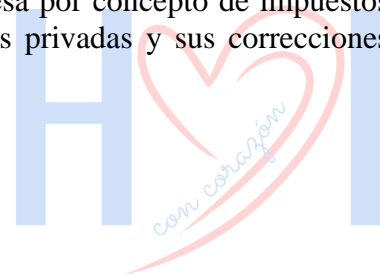 esa por concepto de impuestos
s privadas y sus correcciones
H
con corazón